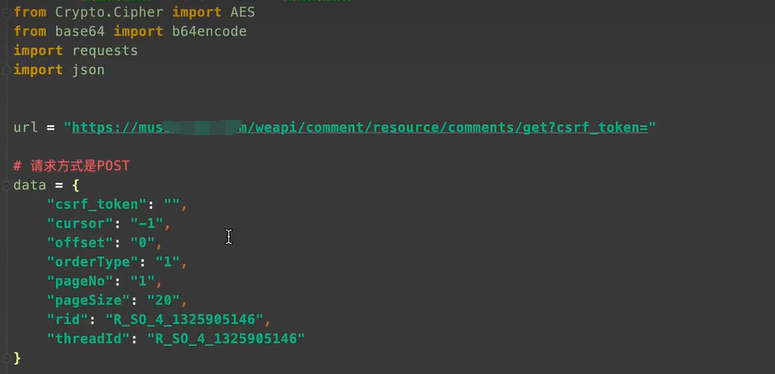 from Crypto.Cipher import AES
from base64 import b64encode
import requests
import json
url = "https://mus m/weapi/comment/resource/comments/get?csrf_token="
# 请求方式是POST
data = {
"csrf_token": "",
"cursor": "-1",
"offset": "0",
"orderType": "1",
"pageNo": "1",
"pageSize": "20",
"rid": "R_SO_4_1325905146",
"threadId": "R_SO_4_1325905146"
}